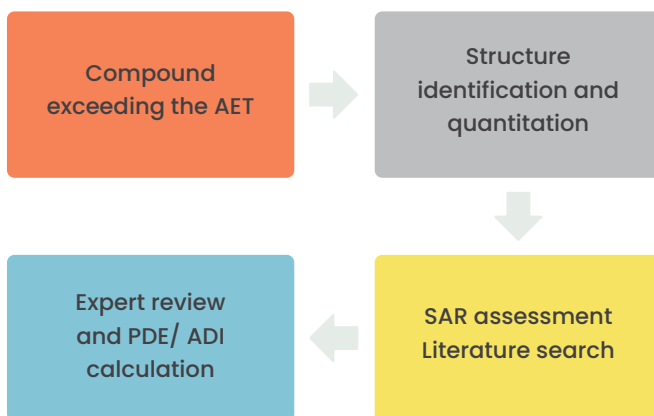 Compound
exceeding the AET
Structure
identification and
quantitation
SAR assessment
Literature search
Expert review
and PDE/ ADI
calculation